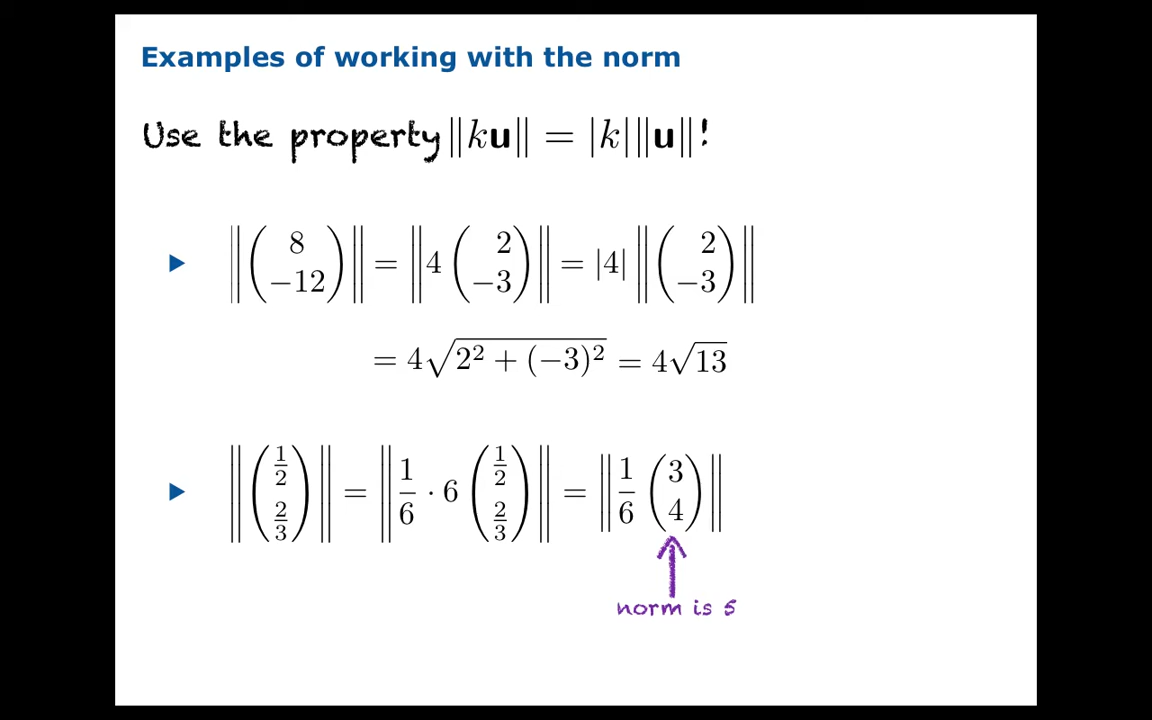 Examples of working with the norm
Use the property ‖ku‖ = |k|‖u‖!
▶ ‖(8 −12)‖ = ‖4 (2 −3)‖ = |4| ‖(2 −3)‖
= 4√(2² + (−3)²) = 4√13
▶ ‖(1/2 2/3)‖ = ‖1/6 · 6 (1/2 2/3)‖ = ‖1/6 (3 4)‖
norm is 5